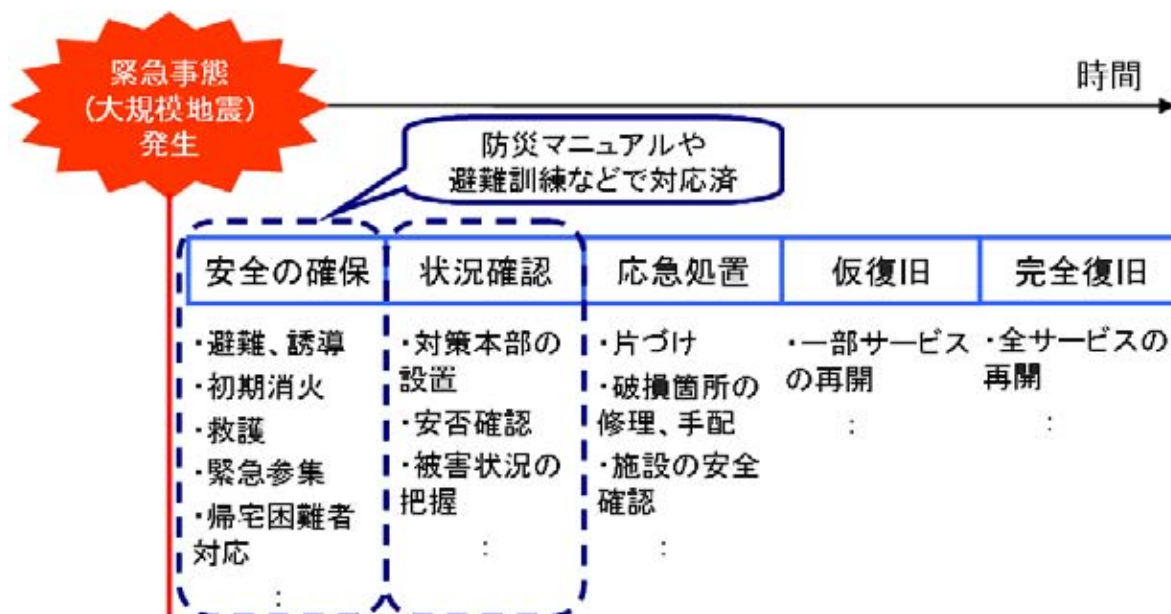 緊急事態
(大規模地震)
発生
時間
防災マニュアルや
避難訓練などで対応済
安全の確保
・避難、誘導
・初期消火
・救護
・緊急参集
・帰宅困難者
対応
:
状況確認
・対策本部の
設置
・安否確認
・被害状況の
把握
:
応急処置
・片づけ
・破損箇所の
修理、手配
・施設の安全
確認
:
仮復旧
・一部サービス
の再開
:
完全復旧
・全サービスの
再開
: